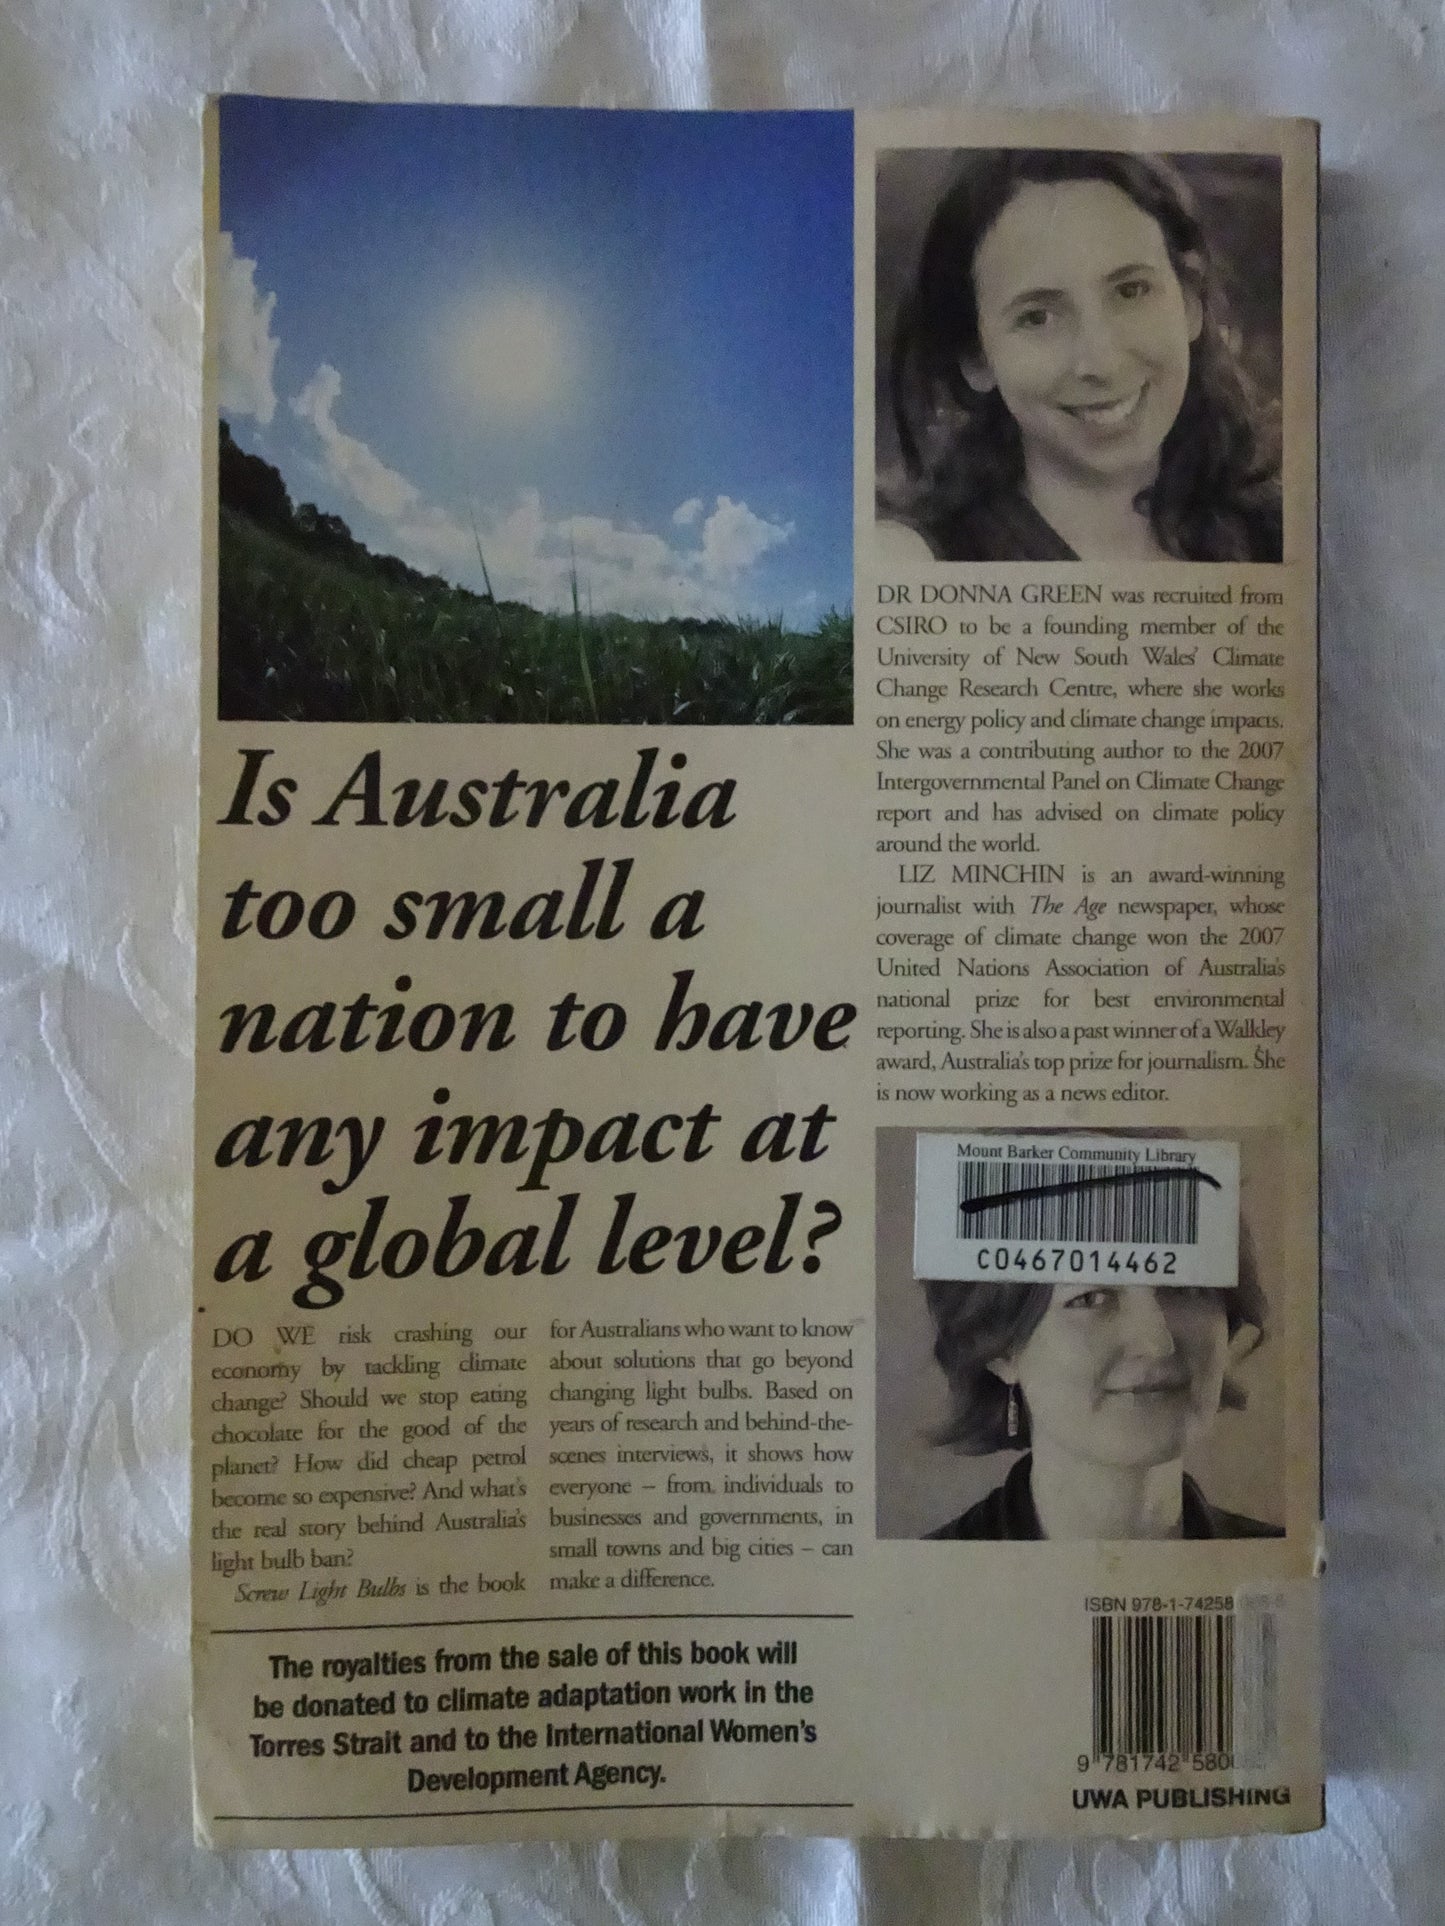 Is Australia
too small a
nation to have
any impact at
a global level?
DO WE risk crashing our
economy by tackling climate
change? Should we stop eating
chocolate for the good of the
planet? How did cheap petrol
become so expensive? And what's
the real story behind Australia's
light bulb ban?
Screw Light Bulbs is the book
for Australians who want to know
about solutions that go beyond
changing light bulbs. Based on
years of research and behind-the-
scenes interviews, it shows how
everyone – from individuals to
businesses and governments, in
small towns and big cities – can
make a difference.
The royalties from the sale of this book will
be donated to climate adaptation work in the
Torres Strait and to the International Women's
Development Agency.
DR DONNA GREEN was recruited from
CSIRO to be a founding member of the
University of New South Wales' Climate
Change Research Centre, where she works
on energy policy and climate change impacts.
She was a contributing author to the 2007
Intergovernmental Panel on Climate Change
report and has advised on climate policy
around the world.
LIZ MINCHIN is an award-winning
journalist with The Age newspaper, whose
coverage of climate change won the 2007
United Nations Association of Australia's
national prize for best environmental
reporting. She is also a past winner of a Walkley
award, Australia's top prize for journalism. She
is now working as a news editor.
Mount Barker Community Library
C0467014462
ISBN 978-1-74258
9 781742 580
UWA PUBLISHING